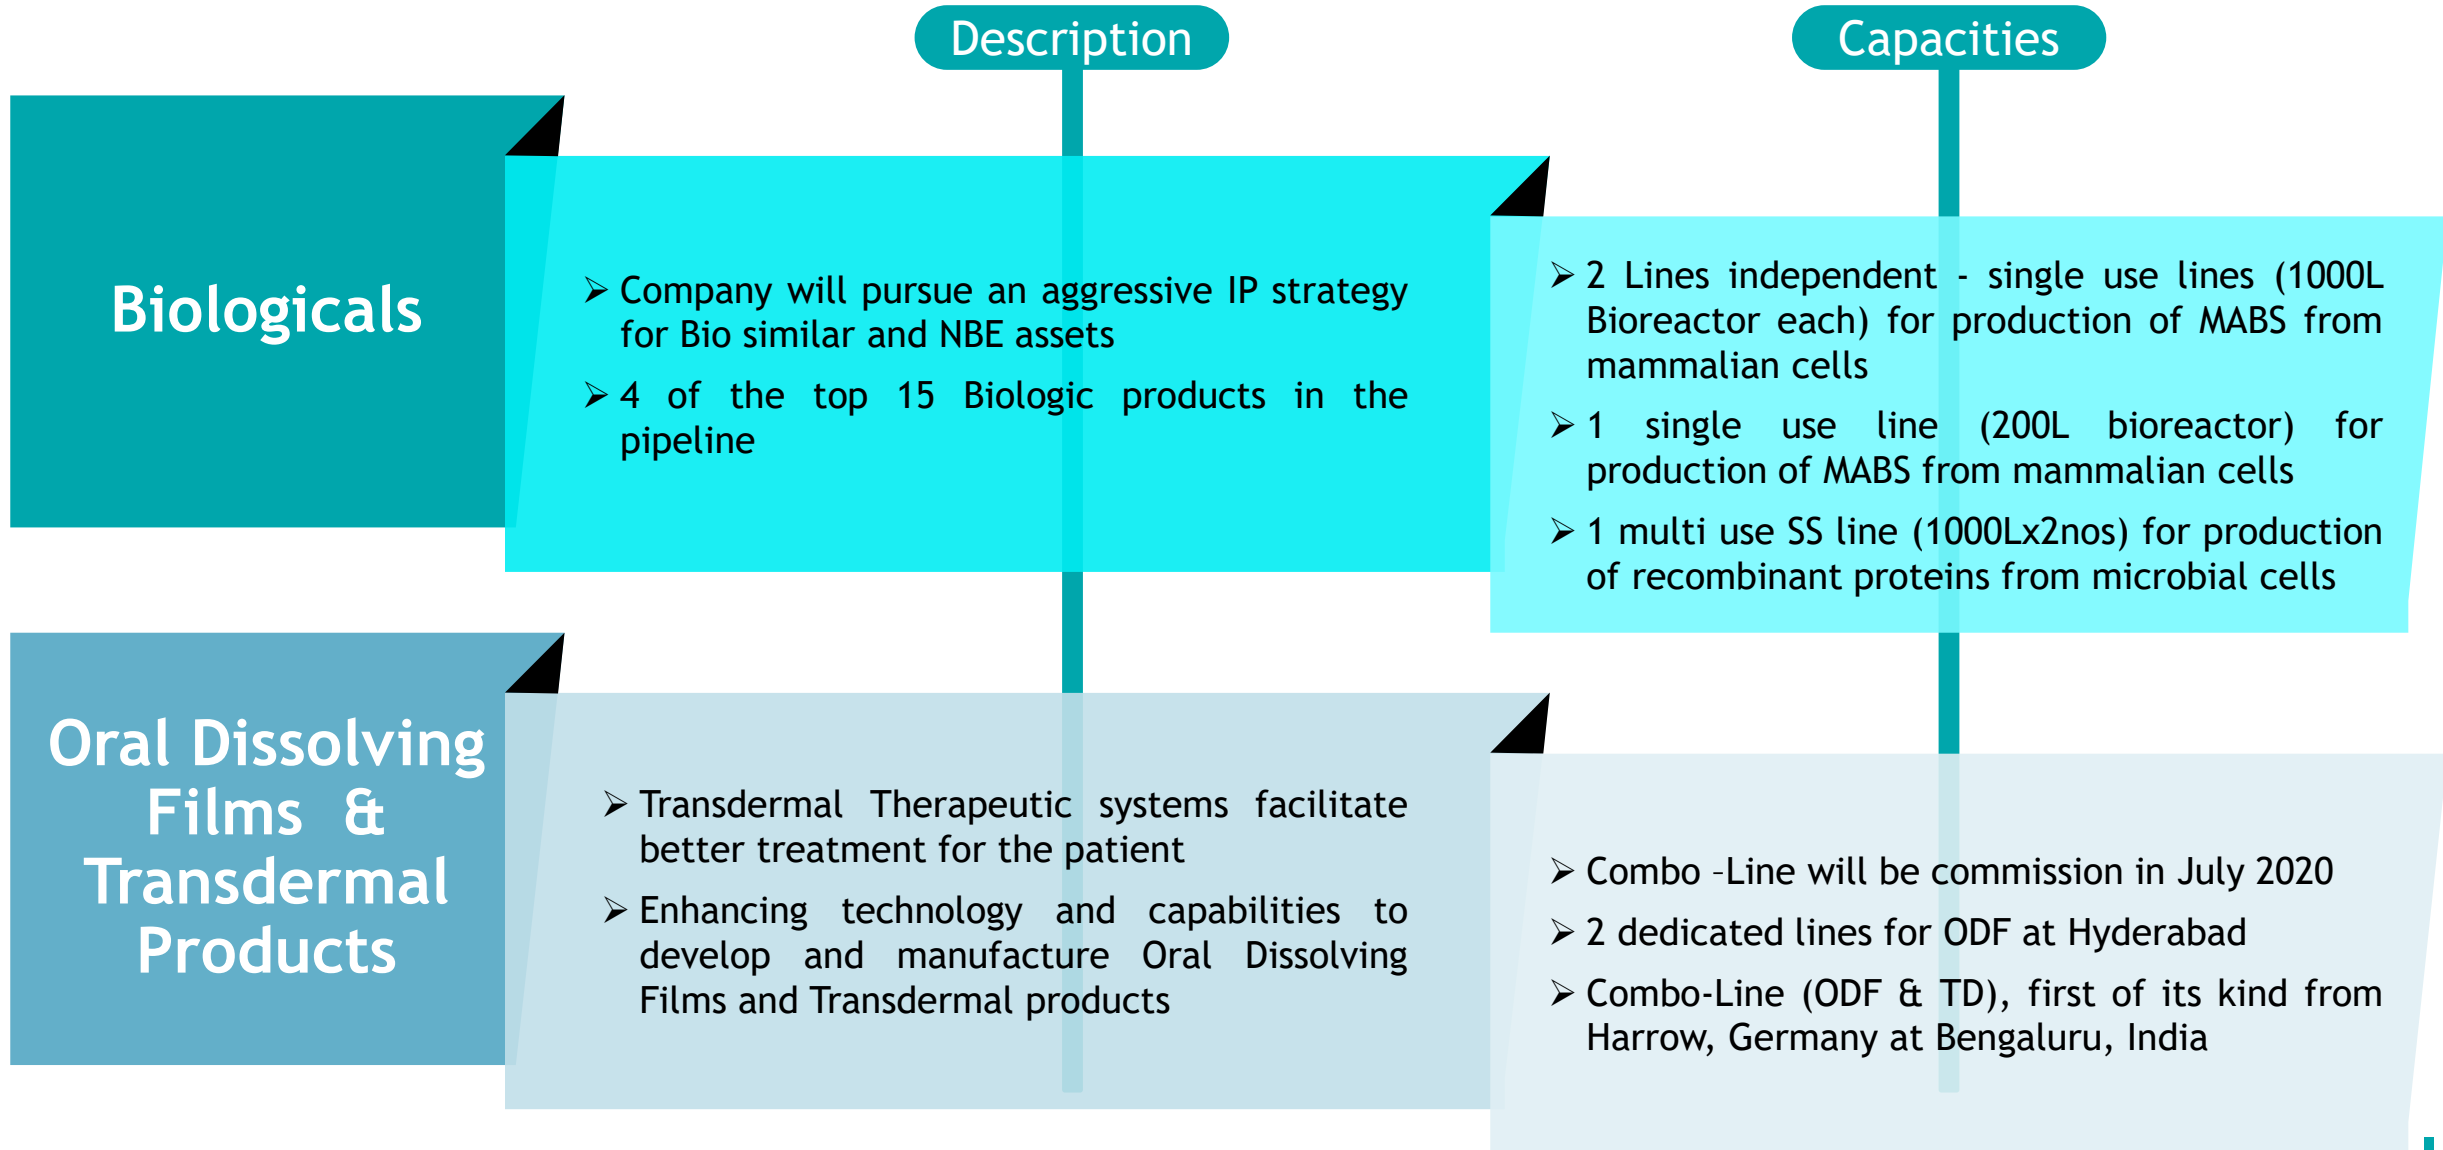 Description
Capacities
Biologicals
➢ Company will pursue an aggressive IP strategy
for Bio similar and NBE assets
➢ 4 of the top 15 Biologic products in the
pipeline
➢ 2 Lines independent - single use lines (1000L
Bioreactor each) for production of MABS from
mammalian cells
➢ 1 single use line (200L bioreactor) for
production of MABS from mammalian cells
➢ 1 multi use SS line (1000Lx2nos) for production
of recombinant proteins from microbial cells
Oral Dissolving
Films &
Transdermal
Products
➢ Transdermal Therapeutic systems facilitate
better treatment for the patient
➢ Enhancing technology and capabilities to
develop and manufacture Oral Dissolving
Films and Transdermal products
➢ Combo –Line will be commission in July 2020
➢ 2 dedicated lines for ODF at Hyderabad
➢ Combo-Line (ODF & TD), first of its kind from
Harrow, Germany at Bengaluru, India